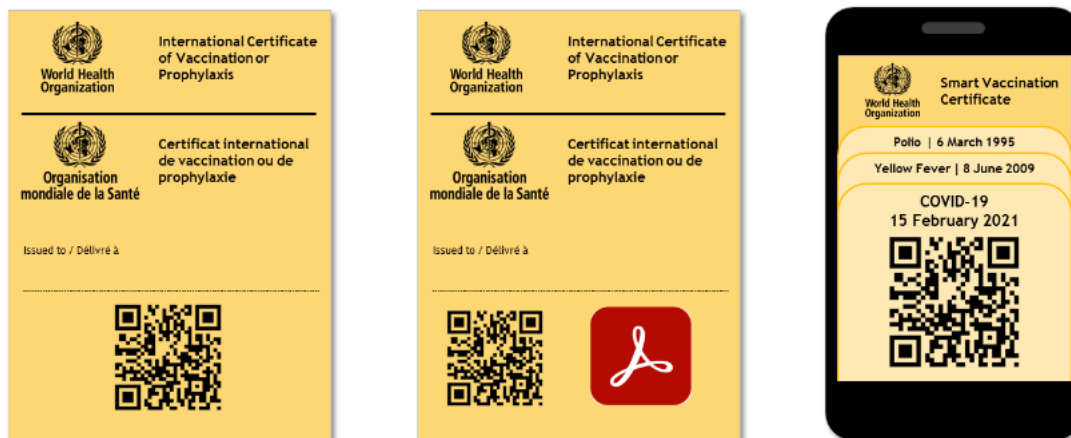 World Health
Organization
International Certificate
of Vaccination or
Prophylaxis
Organisation
mondiale de la Santé
Certificat international
de vaccination ou de
prophylaxie
Issued to / Délivré à
World Health
Organization
International Certificate
of Vaccination or
Prophylaxis
Organisation
mondiale de la Santé
Certificat international
de vaccination ou de
prophylaxie
Issued to / Délivré à
World Health
Organization
Smart Vaccination
Certificate
Polio | 6 March 1995
Yellow Fever | 8 June 2009
COVID-19
15 February 2021